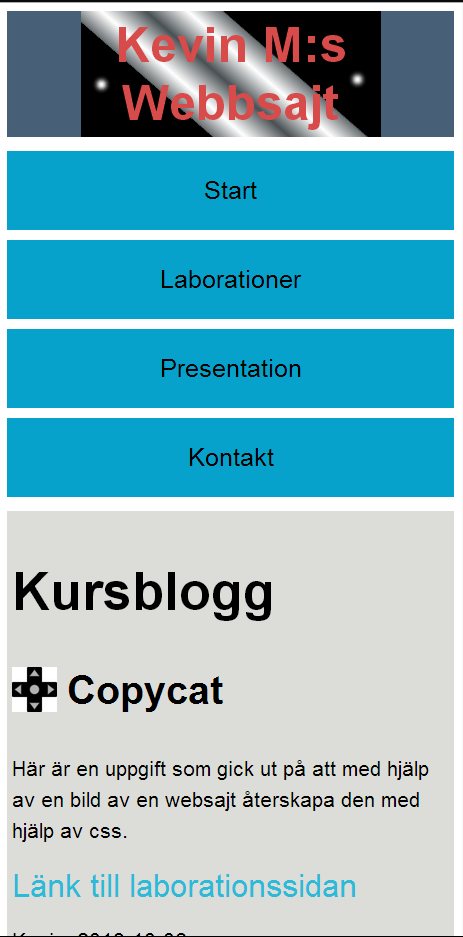 Kevin M:s
Webbsajt
Start
Laborationer
Presentation
Kontakt
Kursblogg
Copycat
Här är en uppgift som gick ut på att med hjälp
av en bild av en websajt återskapa den med
hjälp av css.
Länk till laborationssidan